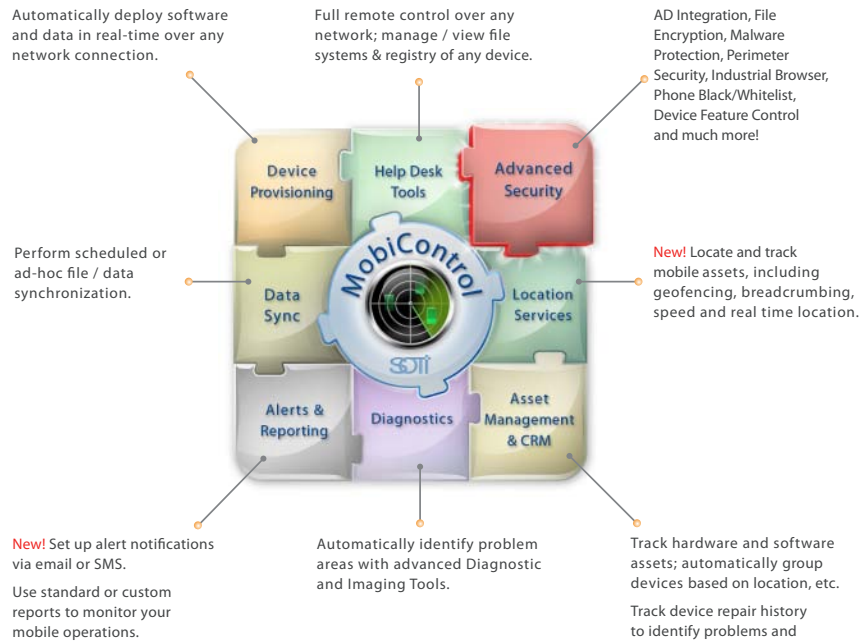 Automatically deploy software
and data in real-time over any
network connection.
Full remote control over any
network; manage / view file
systems & registry of any device.
AD Integration, File
Encryption, Malware
Protection, Perimeter
Security, Industrial Browser,
Phone Black/Whitelist,
Device Feature Control
and much more!
Device
Provisioning
Help Desk
Tools
Advanced
Security
Perform scheduled or
ad-hoc file / data
synchronization.
Data
Sync
MobiControl
SOTI
Location
Services
New! Locate and track
mobile assets, including
geofencing, breadcrumbing,
speed and real time location.
Alerts &
Reporting
Diagnostics
Asset
Management
& CRM
New! Set up alert notifications
via email or SMS.
Use standard or custom
reports to monitor your
mobile operations.
Automatically identify problem
areas with advanced Diagnostic
and Imaging Tools.
Track hardware and software
assets; automatically group
devices based on location, etc.
Track device repair history
to identify problems and